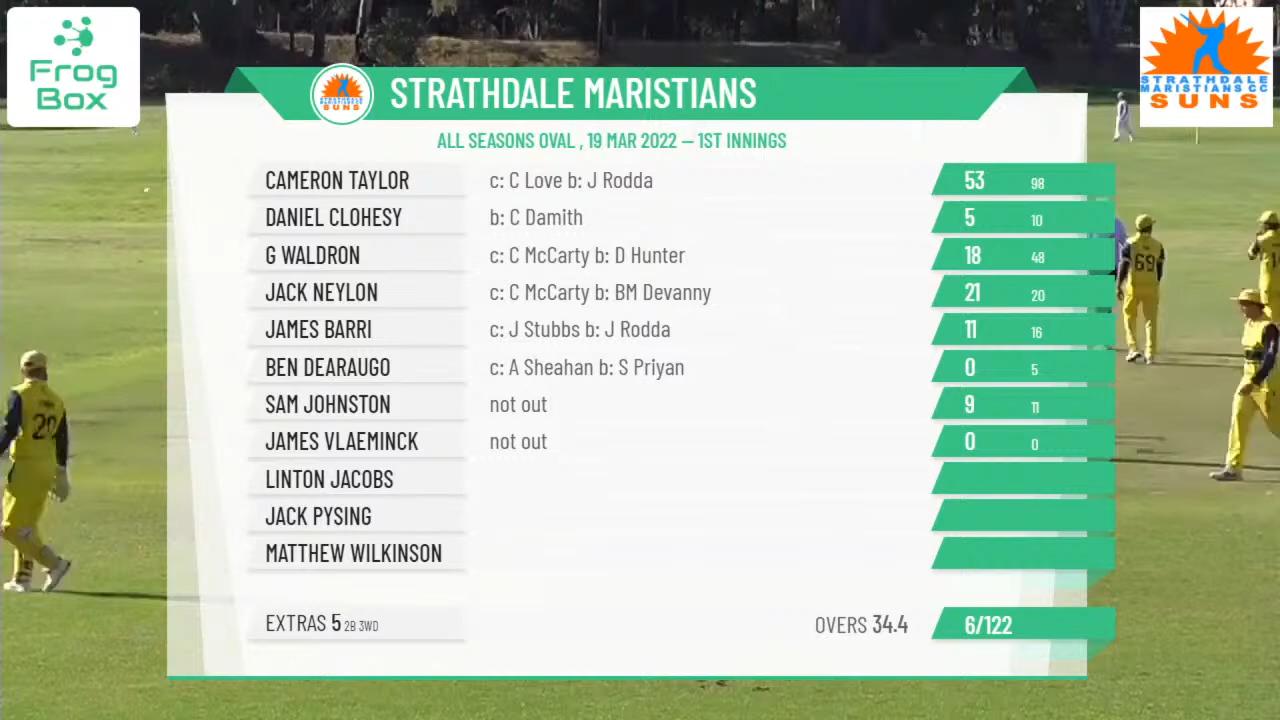 Frog
Box
STRATHDALE
MARISTIANS CC
SUNS
SUNS
STRATHDALE MARISTIANS
ALL SEASONS OVAL , 19 MAR 2022 – 1ST INNINGS
CAMERON TAYLOR c: C Love b: J Rodda 53 98
DANIEL CLOHESY b: C Damith 5 10
G WALDRON c: C McCarty b: D Hunter 18 48
JACK NEYLON c: C McCarty b: BM Devanny 21 20
JAMES BARRI c: J Stubbs b: J Rodda 11 16
BEN DEARAUGO c: A Sheahan b: S Priyan 0 5
SAM JOHNSTON not out 9 11
JAMES VLAEMINCK not out 0 0
LINTON JACOBS
JACK PYSING
MATTHEW WILKINSON
EXTRAS 5 2B 3WD OVERS 34.4 6/122
69
20